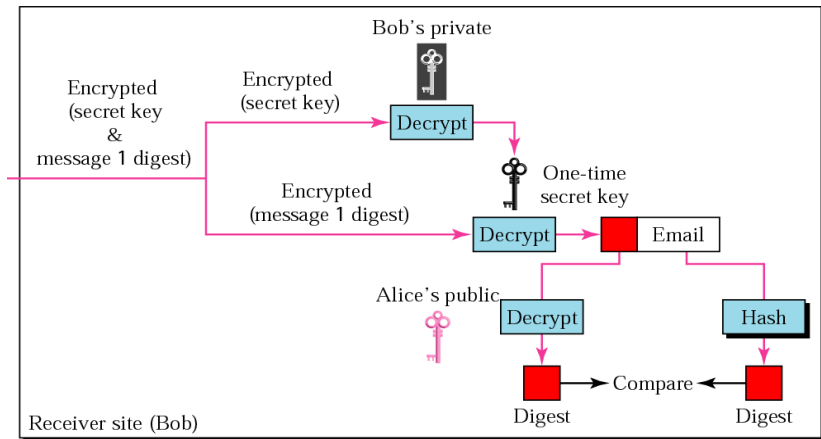 Bob's private
Encrypted
(secret key
&
message 1 digest)
Encrypted
(secret key)
Decrypt
One-time
secret key
Encrypted
(message 1 digest)
Decrypt
Email
Alice's public
Decrypt
Hash
Compare
Digest
Digest
Receiver site (Bob)